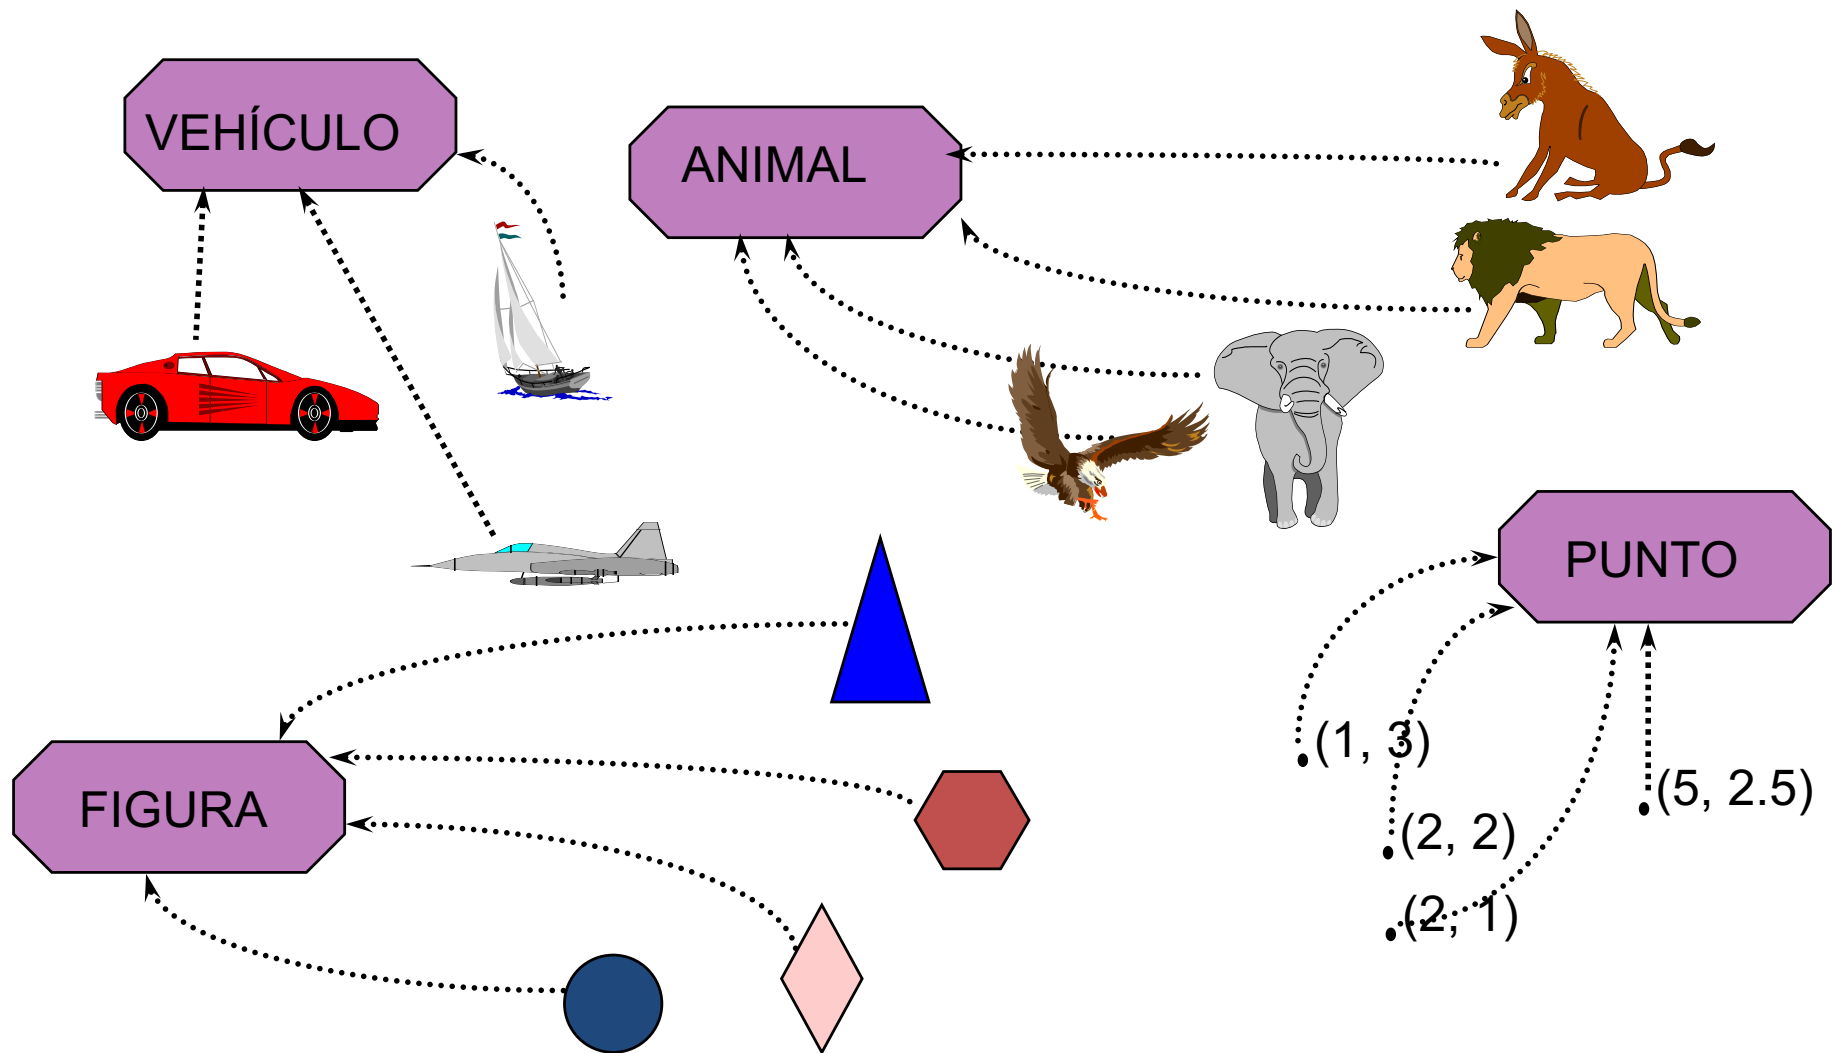 VEHÍCULO
ANIMAL
PUNTO
(1, 3)
(5, 2.5)
(2, 2)
(2, 1)
FIGURA